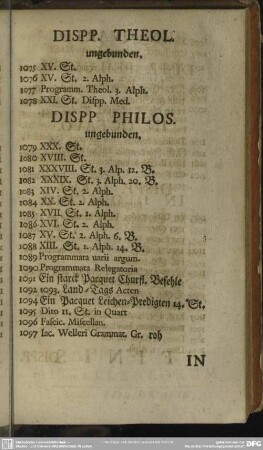 DISPP. THEOL.
ungebunden.
1075 XV. St.
1076 XV. St. 2. Alph.
1077 Programm. Theol. 3. Alph.
1078 XXI. St. Dispp. Med.
DISPP PHILOS.
ungebunden.
1079 XXX. St.
1080 XVIII. St.
1081 XXXVIII. St. 3. Alp. 12. B.
1082 XXXIX. St. 3. Alph. 20. B.
1083 XIV. St. 2. Alph.
1084 XX. St. 2. Alph.
1085 XVII. St. 2. Alph.
1086 XVI. St. 2. Alph.
1087 XV. St. 2. Alph. 6. B.
1088 XIII. St. 1. Alph. 14. B.
1089 Programmata varii argum.
1090 Programmata Relegatoria
1091 Ein starck Pacquet Churfl. Befehle
1092 1093. Land-Tags Acten
1094 Ein Pacquet Leichen-Predigten 14. St.
1095 Dito 11. St. in Quart
1096 Fascic. Miscellan.
1097 Iac. Welleri Grammat. Gr. roh
IN